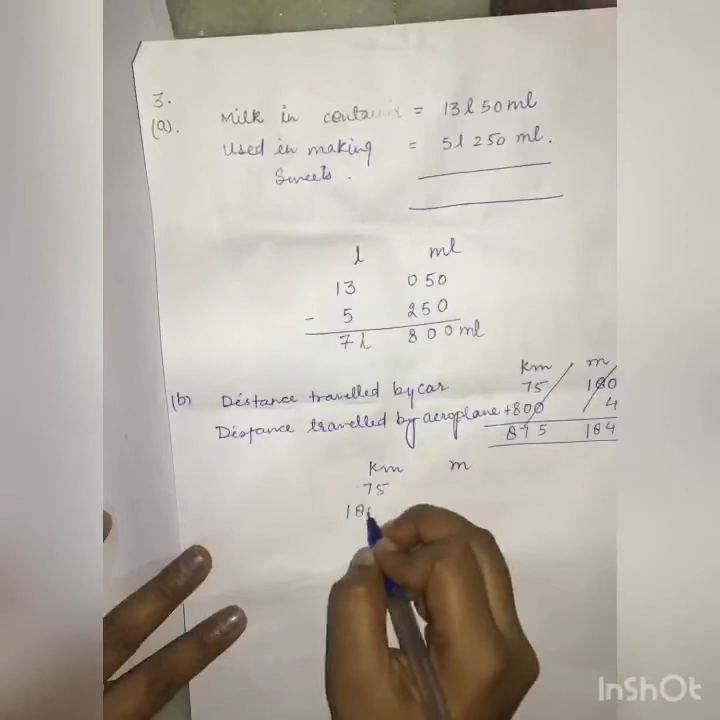 3.
(a). Milk in container = 13 l 50 ml
Used in making = 5 l 250 ml.
Sweets.
l ml
13 050
- 5 250
7 l 800 ml
km m
(b) Distance travelled by car 75 180
Distance travelled by aeroplane +800 4
875 184
km m
75
18
InShOt